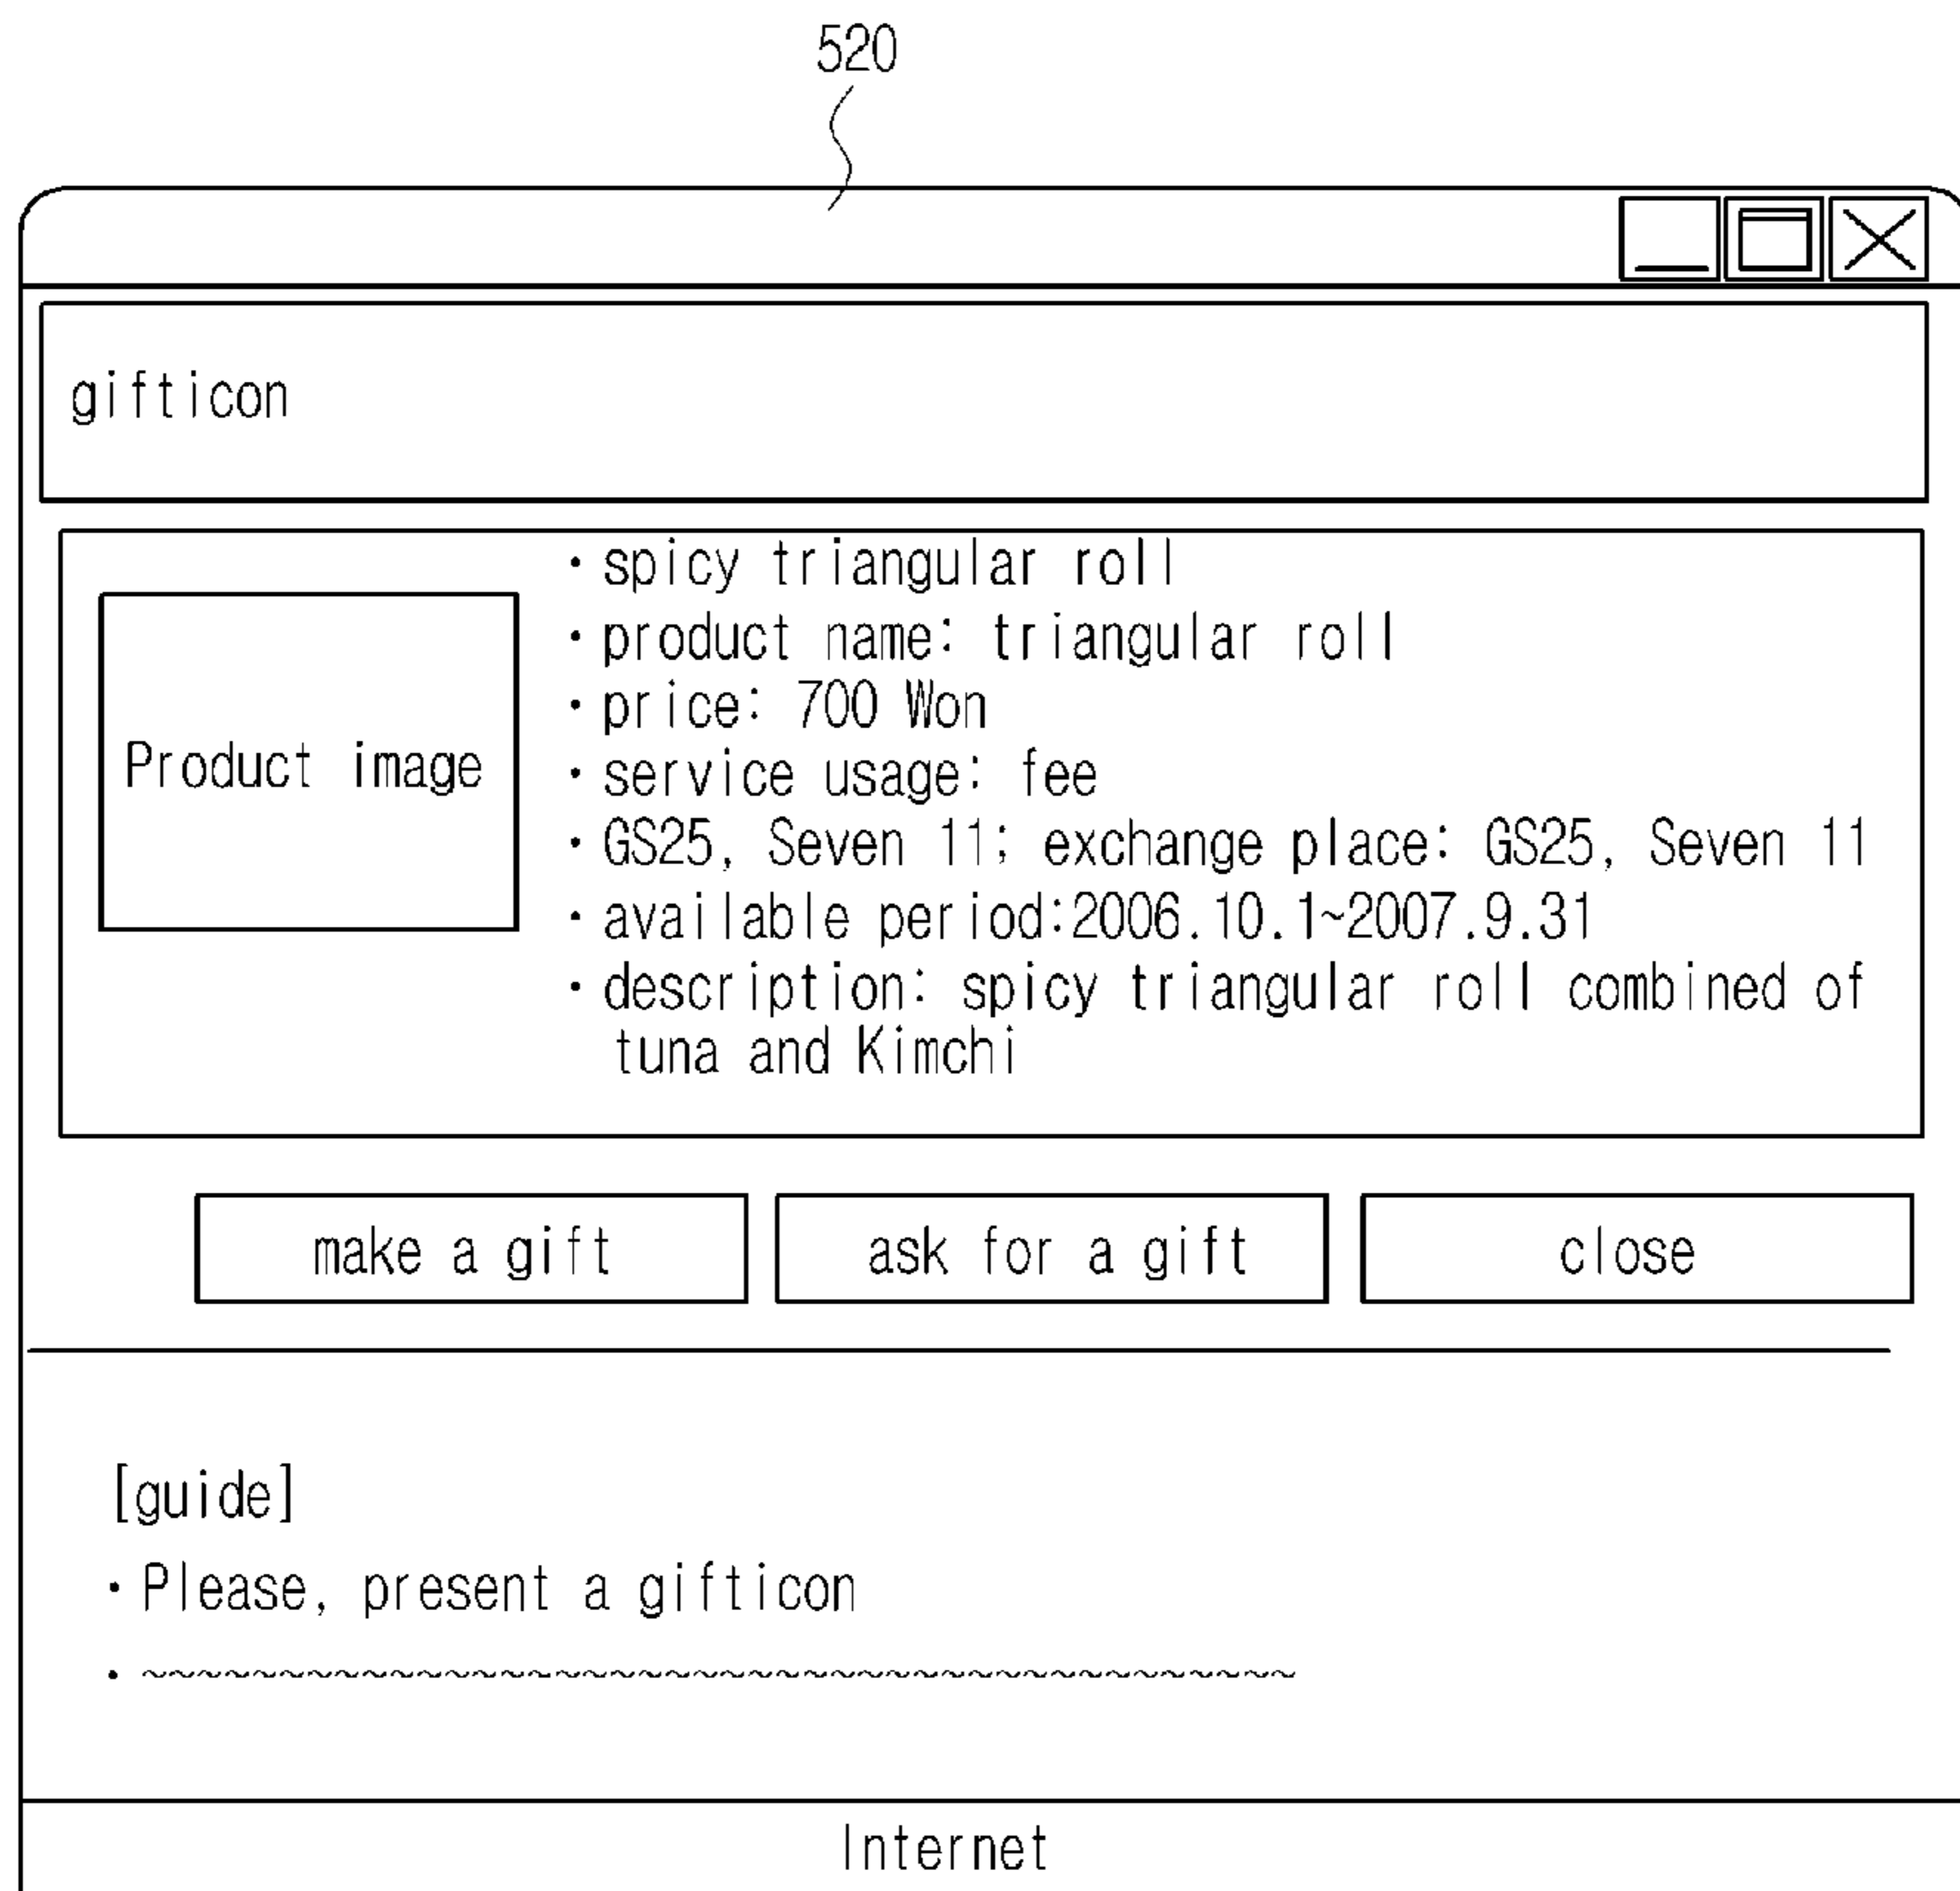 520
gifticon
Product image
· spicy triangular roll
· product name: triangular roll
· price: 700 Won
· service usage: fee
· GS25, Seven 11; exchange place: GS25, Seven 11
· available period:2006.10.1~2007.9.31
· description: spicy triangular roll combined of
tuna and Kimchi
make a gift
ask for a gift
close
[guide]
· Please, present a gifticon
· ~~~~~~~~~~~~~~~~~~~~~~~~~~~~~~~~~~~~~~~~~~
Internet